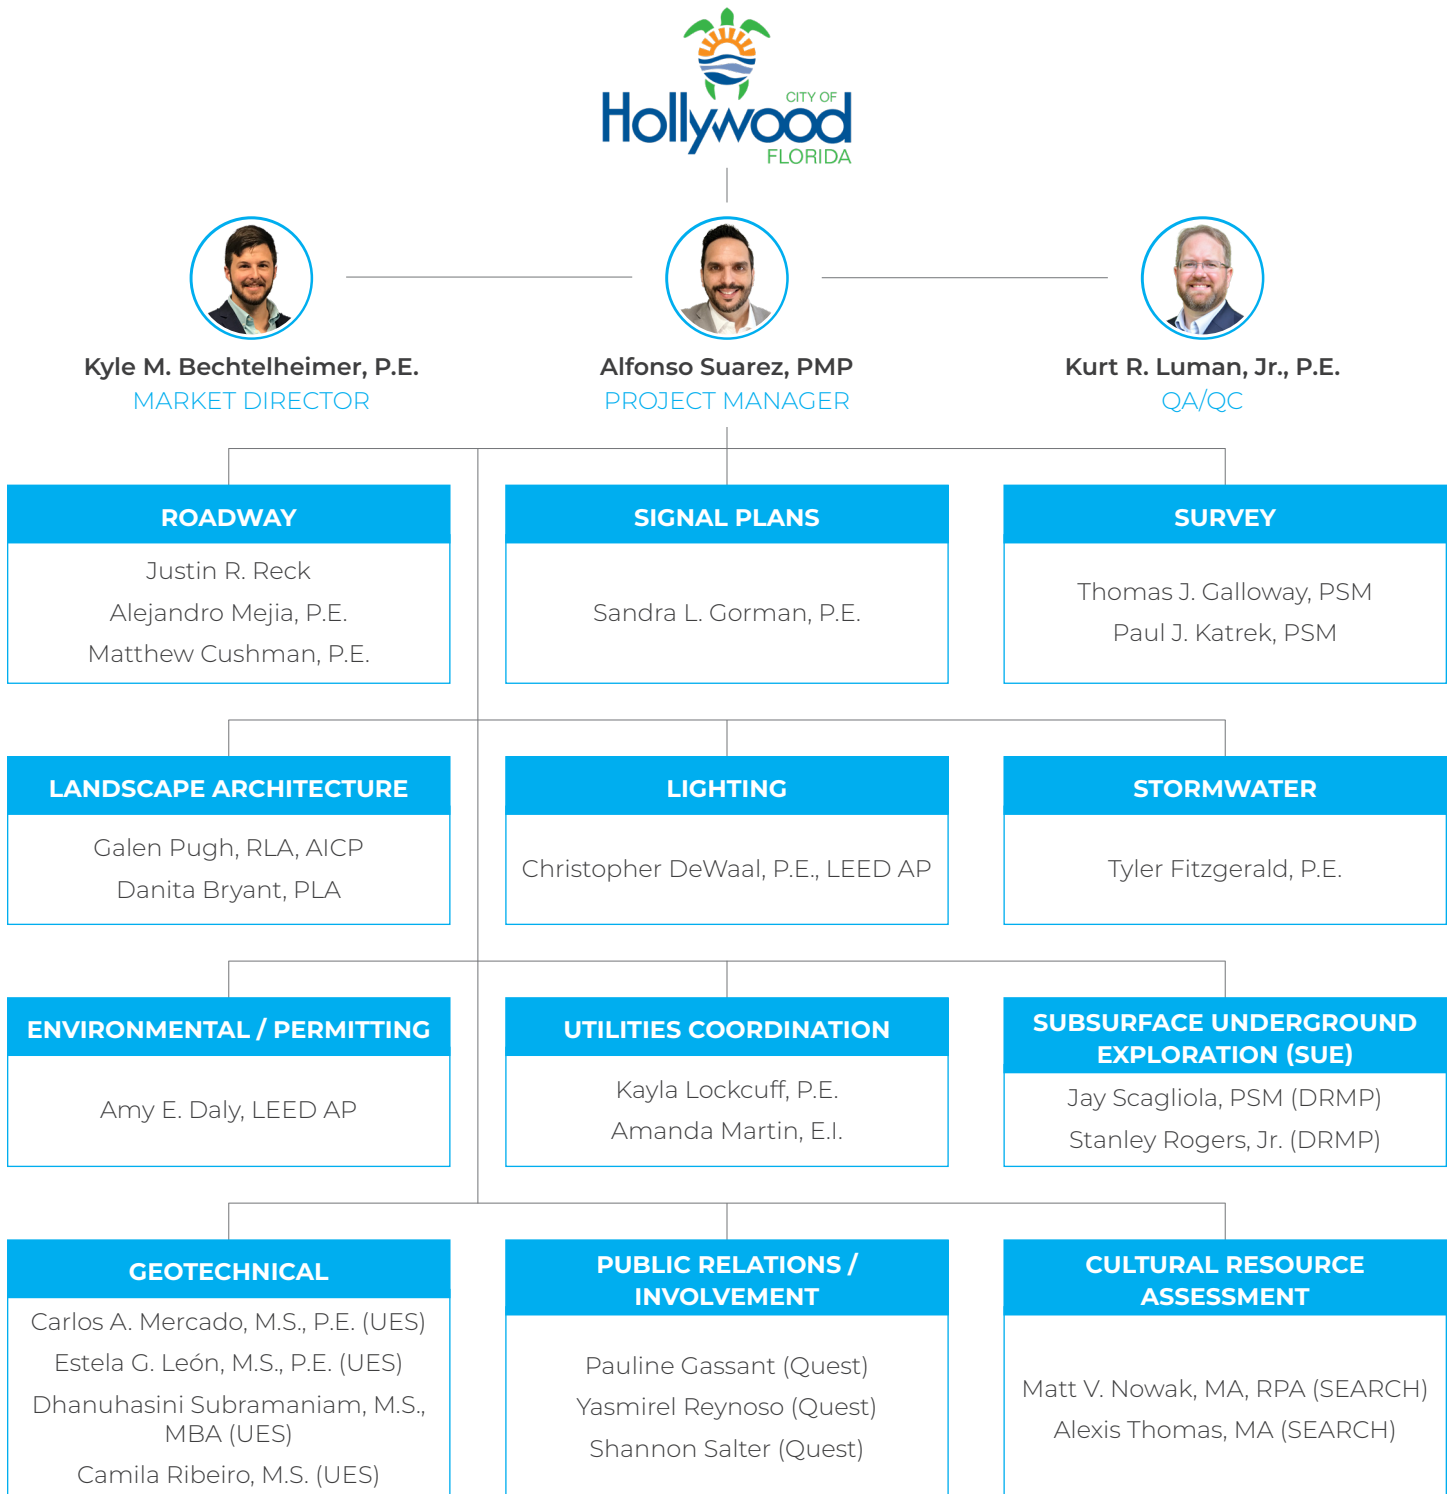 CITY OF
Hollywood
FLORIDA
Kyle M. Bechtelheimer, P.E.
MARKET DIRECTOR
Alfonso Suarez, PMP
PROJECT MANAGER
Kurt R. Luman, Jr., P.E.
QA/QC
ROADWAY
Justin R. Reck
Alejandro Mejia, P.E.
Matthew Cushman, P.E.
SIGNAL PLANS
Sandra L. Gorman, P.E.
SURVEY
Thomas J. Galloway, PSM
Paul J. Katrek, PSM
LANDSCAPE ARCHITECTURE
Galen Pugh, RLA, AICP
Danita Bryant, PLA
LIGHTING
Christopher DeWaal, P.E., LEED AP
STORMWATER
Tyler Fitzgerald, P.E.
ENVIRONMENTAL / PERMITTING
Amy E. Daly, LEED AP
UTILITIES COORDINATION
Kayla Lockcuff, P.E.
Amanda Martin, E.I.
SUBSURFACE UNDERGROUND
EXPLORATION (SUE)
Jay Scagliola, PSM (DRMP)
Stanley Rogers, Jr. (DRMP)
GEOTECHNICAL
Carlos A. Mercado, M.S., P.E. (UES)
Estela G. León, M.S., P.E. (UES)
Dhanuhasini Subramaniam, M.S.,
MBA (UES)
Camila Ribeiro, M.S. (UES)
PUBLIC RELATIONS /
INVOLVEMENT
Pauline Gassant (Quest)
Yasmirel Reynoso (Quest)
Shannon Salter (Quest)
CULTURAL RESOURCE
ASSESSMENT
Matt V. Nowak, MA, RPA (SEARCH)
Alexis Thomas, MA (SEARCH)